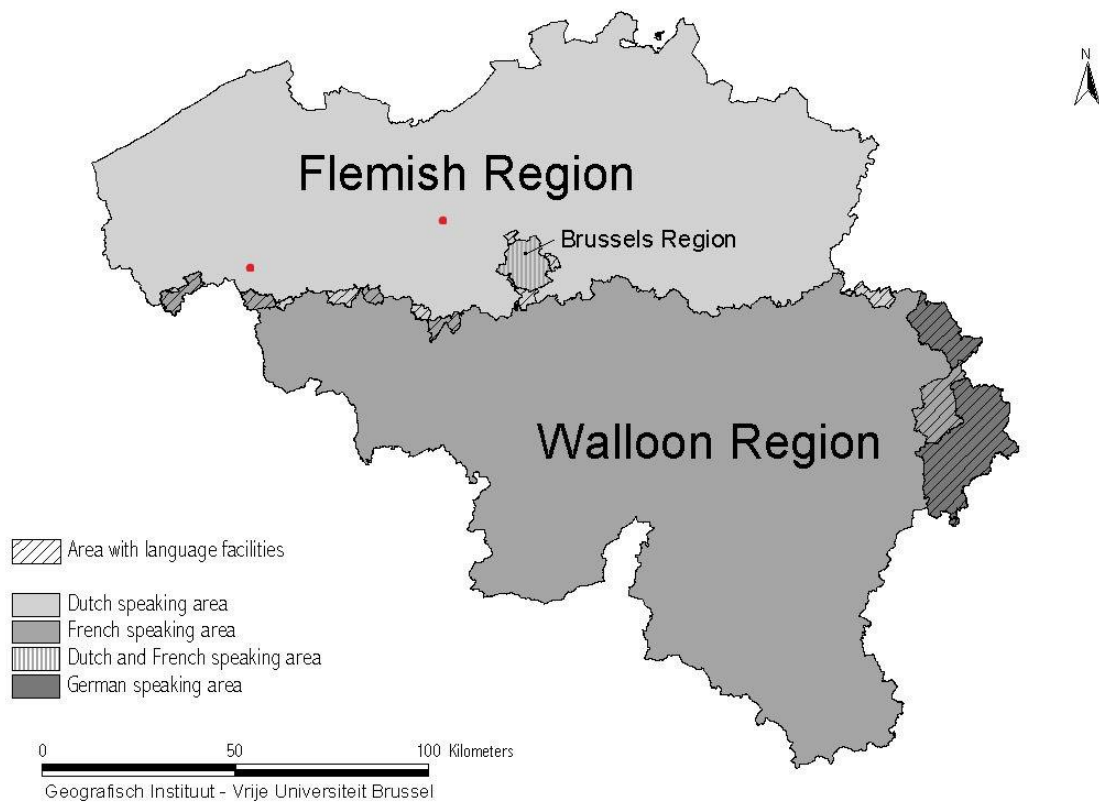 N
Flemish Region
Brussels Region
Walloon Region
Area with language facilities
Dutch speaking area
French speaking area
Dutch and French speaking area
German speaking area
0 50 100 Kilometers
Geografisch Instituut - Vrije Universiteit Brussel